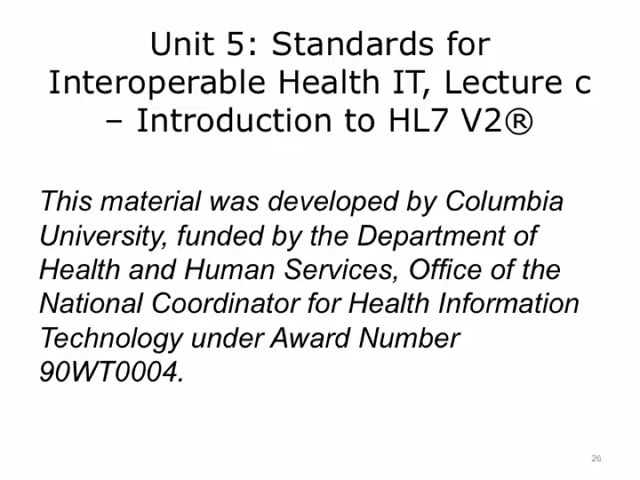 Unit 5: Standards for
Interoperable Health IT, Lecture c
– Introduction to HL7 V2®
This material was developed by Columbia
University, funded by the Department of
Health and Human Services, Office of the
National Coordinator for Health Information
Technology under Award Number
90WT0004.
26